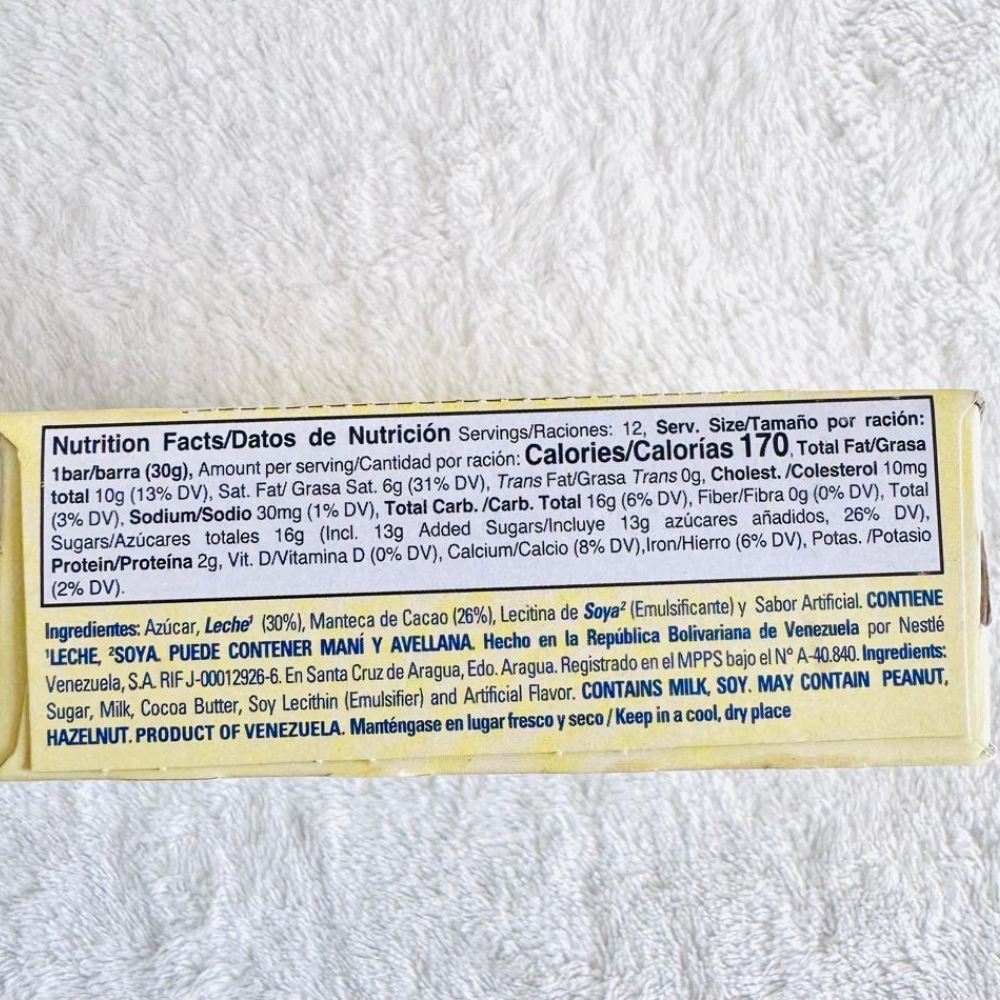 Nutrition Facts/Datos de Nutrición Servings/Raciones: 12, Serv. Size/Tamaño por ración:
1bar/barra (30g), Amount per serving/Cantidad por ración: Calories/Calorías 170, Total Fat/Grasa
total 10g (13% DV), Sat. Fat/ Grasa Sat. 6g (31% DV), Trans Fat/Grasa Trans 0g, Cholest. /Colesterol 10mg
(3% DV), Sodium/Sodio 30mg (1% DV), Total Carb. /Carb. Total 16g (6% DV), Fiber/Fibra 0g (0% DV), Total
Sugars/Azúcares totales 16g (Incl. 13g Added Sugars/Incluye 13g azúcares añadidos, 26% DV),
Protein/Proteína 2g, Vit. D/Vitamina D (0% DV), Calcium/Calcio (8% DV),Iron/Hierro (6% DV), Potas. /Potasio
(2% DV).
Ingredientes: Azúcar, Leche¹ (30%), Manteca de Cacao (26%), Lecitina de Soya² (Emulsificante) y Sabor Artificial. CONTIENE
¹LECHE, ²SOYA. PUEDE CONTENER MANÍ Y AVELLANA. Hecho en la República Bolivariana de Venezuela por Nestlé
Venezuela, S.A. RIF J-00012926-6. En Santa Cruz de Aragua, Edo. Aragua. Registrado en el MPPS bajo el N° A-40.840. Ingredients:
Sugar, Milk, Cocoa Butter, Soy Lecithin (Emulsifier) and Artificial Flavor. CONTAINS MILK, SOY. MAY CONTAIN PEANUT,
HAZELNUT. PRODUCT OF VENEZUELA. Manténgase en lugar fresco y seco / Keep in a cool, dry place